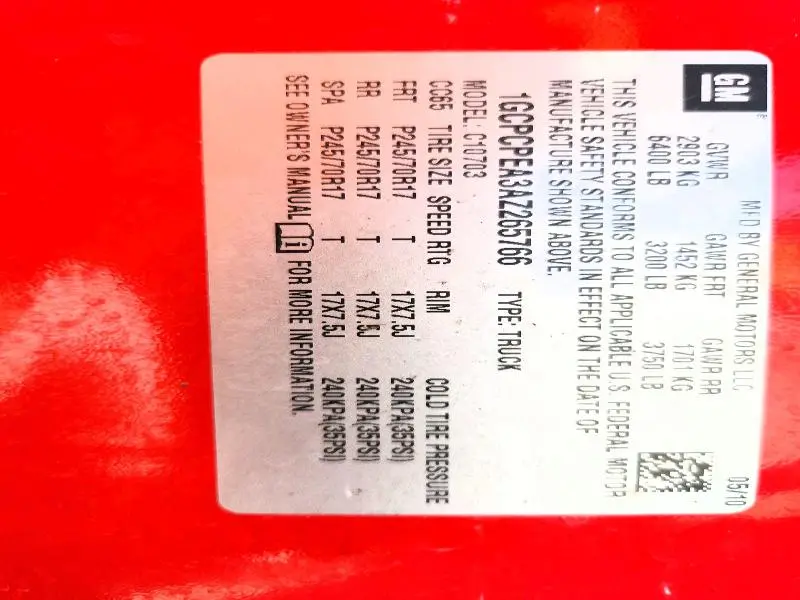 GM
MFD BY GENERAL MOTORS LLC 05/10
GVWR GAWR FRT GAWR RR
2903 KG 1452 KG 1701 KG
6400 LB 3200 LB 3750 LB
THIS VEHICLE CONFORMS TO ALL APPLICABLE U.S. FEDERAL MOTOR
VEHICLE SAFETY STANDARDS IN EFFECT ON THE DATE OF
MANUFACTURE SHOWN ABOVE.
1GCPCPEA3AZ265766 TYPE: TRUCK
MODEL: C10703
CC65 TIRE SIZE SPEED RTG RIM COLD TIRE PRESSURE
FRT P245/70R17 T 17X7.5J 240KPA(35PSI)
RR P245/70R17 T 17X7.5J 240KPA(35PSI)
SPA P245/70R17 T 17X7.5J 240KPA(35PSI)
SEE OWNER'S MANUAL FOR MORE INFORMATION.